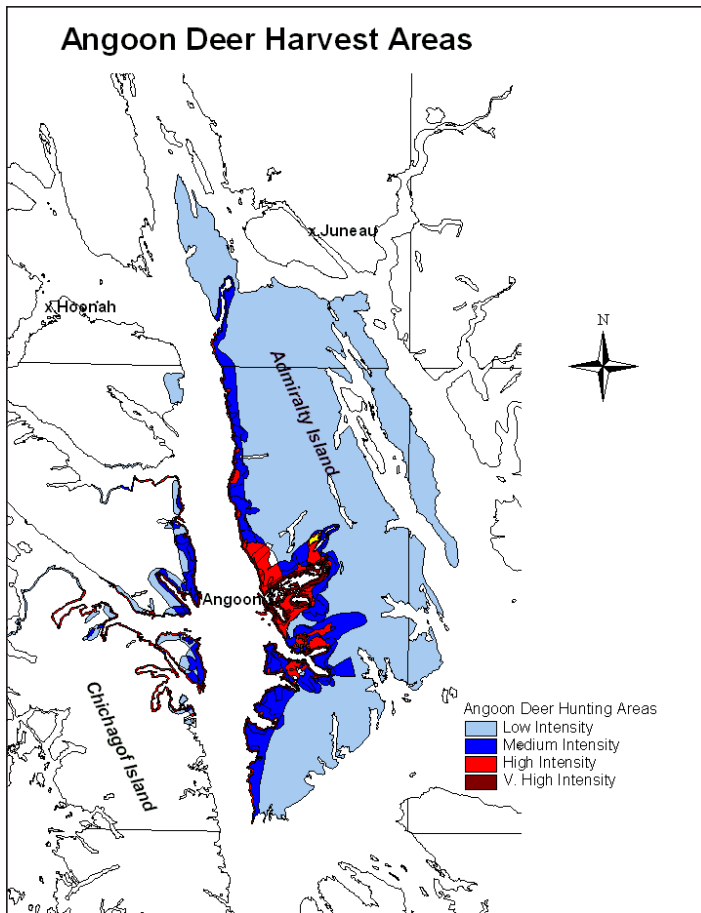 Angoon Deer Harvest Areas
x Juneau
x Hoonah
N
Admiralty Island
Angoon
Chichagof Island
Angoon Deer Hunting Areas
Low Intensity
Medium Intensity
High Intensity
V. High Intensity